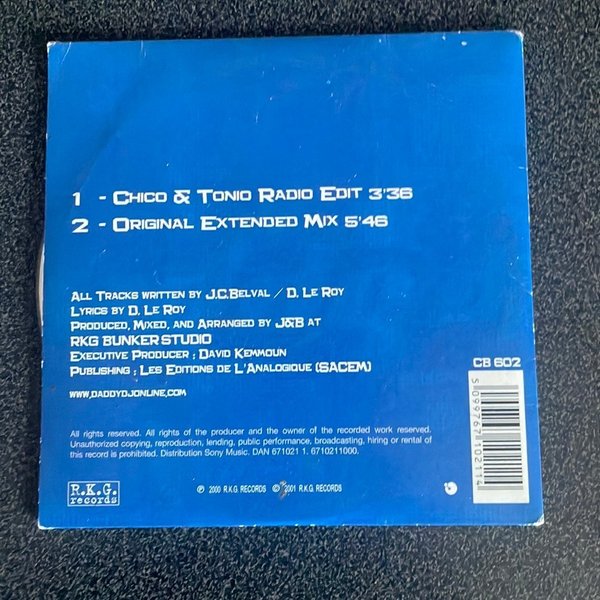 1 - Chico & Tonio Radio Edit 3'36
2 - Original Extended Mix 5'46
All Tracks written by J.C.Belval / D. Le Roy
Lyrics by D. Le Roy
Produced, Mixed, and Arranged by J&B at
RKG BUNKER STUDIO
Executive Producer : David Kemmoun
Publishing : Les Editions de L'Analogique (SACEM)
www.daddydjonline.com
CB 602
All rights reserved. All rights of the producer and the owner of the recorded work reserved.
Unauthorized copying, reproduction, lending, public performance, broadcasting, hiring or rental of
this record is prohibited. Distribution Sony Music. DAN 671021 1. 6710211000.
5099767102114
R.K.G.
records
℗ 2000 R.K.G. RECORDS © 2001 R.K.G. RECORDS